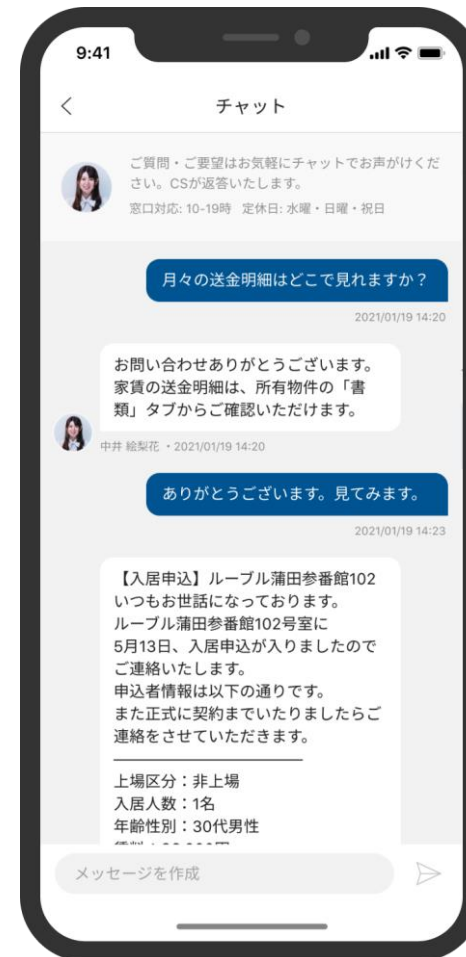 9:41
チャット
ご質問・ご要望はお気軽にチャットでお声がけくだ
さい。CSが返答いたします。
窓口対応: 10-19時 定休日: 水曜・日曜・祝日
月々の送金明細はどこで見れますか？
2021/01/19 14:20
お問い合わせありがとうございます。
家賃の送金明細は、所有物件の「書
類」タブからご確認いただけます。
中井 絵梨花 ・2021/01/19 14:20
ありがとうございます。見てみます。
2021/01/19 14:23
【入居申込】ルーブル蒲田参番館102
いつもお世話になっております。
ルーブル蒲田参番館102号室に
5月13日、入居申込が入りましたので
ご連絡いたします。
申込者情報は以下の通りです。
また正式に契約までいたりましたらご
連絡をさせていただきます。
上場区分：非上場
入居人数：1名
年齢性別：30代男性
メッセージを作成